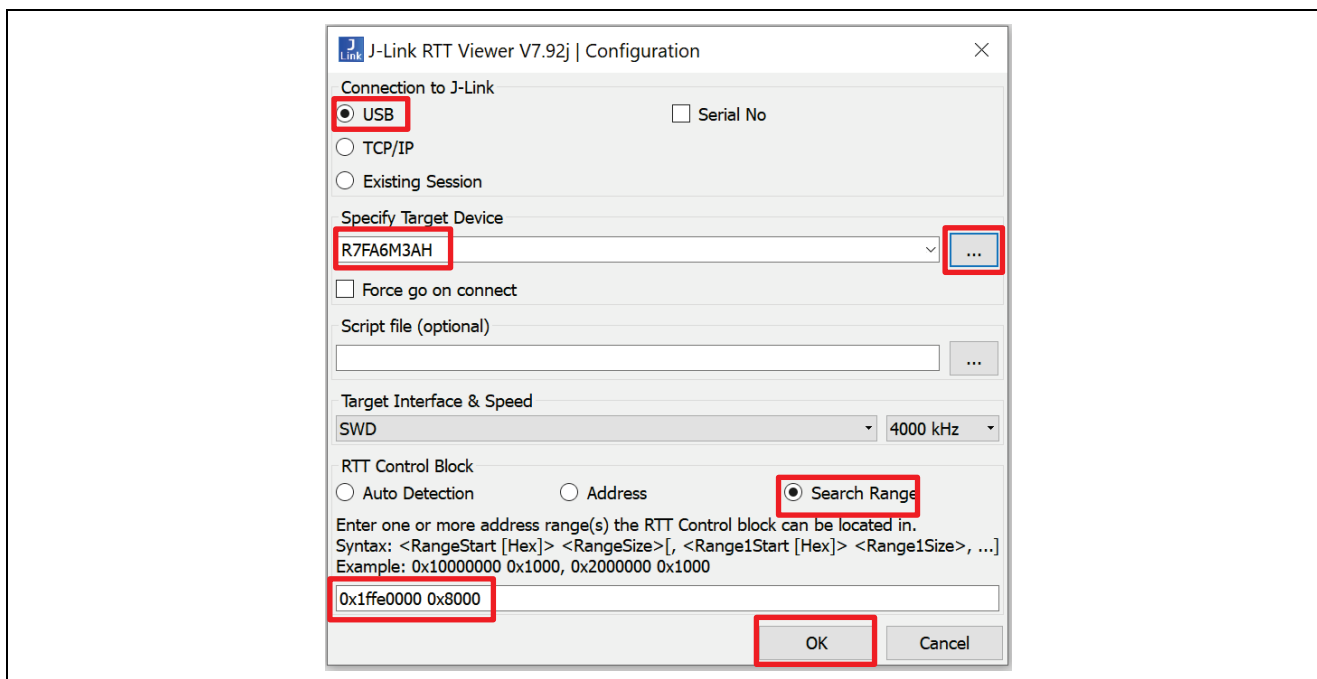 J-Link RTT Viewer V7.92j | Configuration
Connection to J-Link
USB
Serial No
TCP/IP
Existing Session
Specify Target Device
R7FA6M3AH
...
Force go on connect
Script file (optional)
...
Target Interface & Speed
SWD
4000 kHz
RTT Control Block
Auto Detection
Address
Search Range
Enter one or more address range(s) the RTT Control block can be located in.
Syntax: <RangeStart [Hex]> <RangeSize>[, <Range1Start [Hex]> <Range1Size>, ...]
Example: 0x10000000 0x1000, 0x2000000 0x1000
0x1ffe0000 0x8000
OK
Cancel